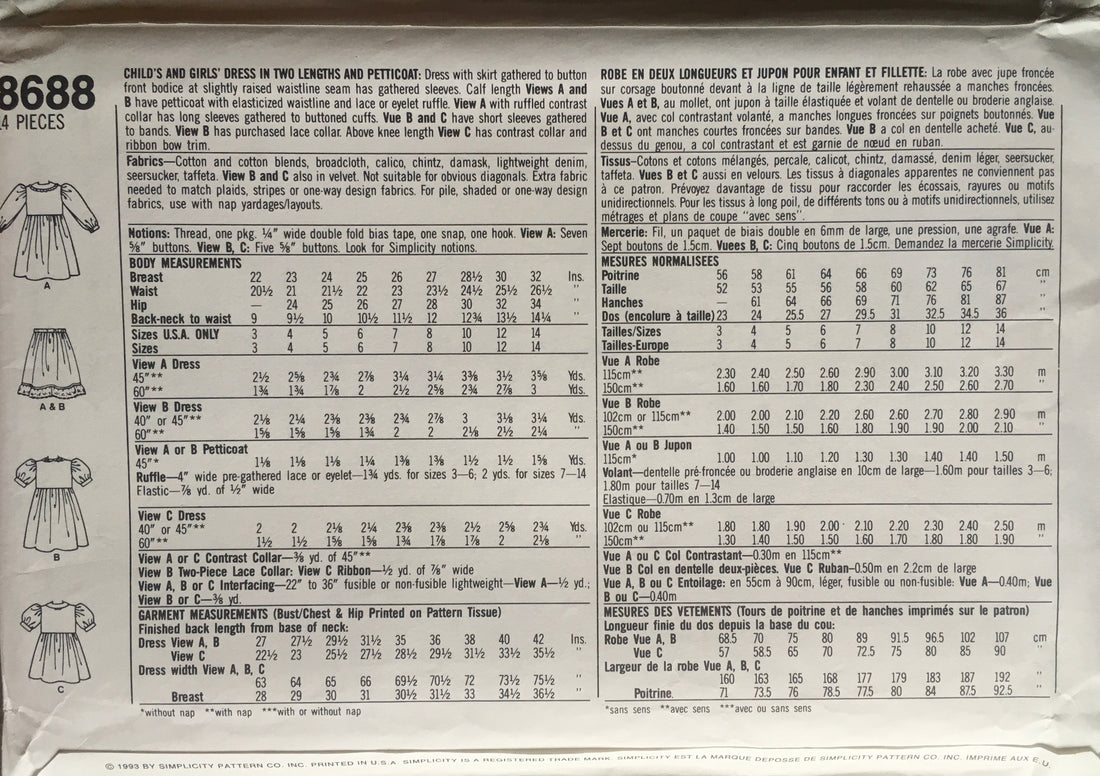 8688
4 PIECES
A
A & B
B
C
CHILD'S AND GIRLS' DRESS IN TWO LENGTHS AND PETTICOAT: Dress with skirt gathered to button
front bodice at slightly raised waistline seam has gathered sleeves. Calf length Views A and
B have petticoat with elasticized waistline and lace or eyelet ruffle. View A with ruffled contrast
collar has long sleeves gathered to buttoned cuffs. Vue B and C have short sleeves gathered
to bands. View B has purchased lace collar. Above knee length View C has contrast collar and
ribbon bow trim.
Fabrics—Cotton and cotton blends, broadcloth, calico, chintz, damask, lightweight denim,
seersucker, taffeta. View B and C also in velvet. Not suitable for obvious diagonals. Extra fabric
needed to match plaids, stripes or one-way design fabrics. For pile, shaded or one-way design
fabrics, use with nap yardages/layouts.
Notions: Thread, one pkg. ¼" wide double fold bias tape, one snap, one hook. View A: Seven
⅝" buttons. View B, C: Five ⅝" buttons. Look for Simplicity notions.
BODY MEASUREMENTS
Breast 22 23 24 25 26 27 28½ 30 32 Ins.
Waist 20½ 21 21½ 22 23 23½ 24½ 25½ 26½ "
Hip — 24 25 26 27 28 30 32 34 "
Back-neck to waist 9 9½ 10 10½ 11½ 12 12¾ 13½ 14¼ "
Sizes U.S.A. ONLY 3 4 5 6 7 8 10 12 14
Sizes 3 4 5 6 7 8 10 12 14
View A Dress
45"** 2½ 2⅝ 2¾ 2⅞ 3¼ 3¼ 3⅜ 3½ 3⅝ Yds.
60"** 1¾ 1¾ 1⅞ 2 2½ 2⅝ 2¾ 2⅞ 3 Yds.
View B Dress
40" or 45"** 2⅛ 2¼ 2⅜ 2⅜ 2¾ 2⅞ 3 3⅛ 3¼ Yds.
60"** 1⅝ 1⅝ 1⅝ 1¾ 2 2 2⅛ 2½ 2¼ "
View A or B Petticoat
45"* 1⅛ 1⅛ 1⅛ 1¼ 1⅜ 1⅜ 1½ 1½ 1⅝ Yds.
Ruffle—4" wide pre-gathered lace or eyelet—1¾ yds. for sizes 3–6; 2 yds. for sizes 7–14
Elastic—⅞ yd. of ½" wide
View C Dress
40" or 45"** 2 2 2⅛ 2¼ 2⅜ 2⅜ 2½ 2⅝ 2¾ Yds.
60"** 1½ 1½ 1⅝ 1⅝ 1¾ 1⅞ 1⅞ 2 2⅛ "
View A or C Contrast Collar—⅜ yd. of 45"**
View B Two-Piece Lace Collar: View C Ribbon—½ yd. of ⅞" wide
View A, B or C Interfacing—22" to 36" fusible or non-fusible lightweight—View A—½ yd.;
View B or C—⅜ yd.
GARMENT MEASUREMENTS (Bust/Chest & Hip Printed on Pattern Tissue)
Finished back length from base of neck:
Dress View A, B 27 27½ 29½ 31½ 35 36 38 40 42 Ins.
View C 22½ 23 25½ 27½ 28½ 29½ 31½ 33½ 35½ "
Dress width View A, B, C
63 64 65 66 69½ 70½ 72 73½ 75½ "
Breast 28 29 30 31 30½ 31½ 33 34½ 36½ "
*without nap **with nap ***with or without nap
ROBE EN DEUX LONGUEURS ET JUPON POUR ENFANT ET FILLETTE: La robe avec jupe froncée
sur corsage boutonné devant à la ligne de taille légèrement rehaussée a manches froncées.
Vues A et B, au mollet, ont jupon à taille élastiquée et volant de dentelle ou broderie anglaise.
Vue A, avec col contrastant volanté, a manches longues froncées sur poignets boutonnés. Vue
B et C ont manches courtes froncées sur bandes. Vue B a col en dentelle acheté. Vue C, au-
dessus du genou, a col contrastant et est garnie de nœud en ruban.
Tissus-Cotons et cotons mélangés, percale, calicot, chintz, damassé, denim léger, seersucker,
taffeta. Vues B et C aussi en velours. Les tissus à diagonales apparentes ne conviennent pas
à ce patron. Prévoyez davantage de tissu pour raccorder les écossais, rayures ou motifs
unidirectionnels. Pour les tissus à long poil, de différents tons ou à motifs unidirectionnels, utilisez
métrages et plans de coupe "avec sens".
Mercerie: Fil, un paquet de biais double en 6mm de large, une pression, une agrafe. Vue A:
Sept boutons de 1.5cm. Vuees B, C: Cinq boutons de 1.5cm. Demandez la mercerie Simplicity.
MESURES NORMALISEES
Poitrine 56 58 61 64 66 69 73 76 81 cm
Taille 52 53 55 56 58 60 62 65 67 "
Hanches — 61 64 66 69 71 76 81 87 "
Dos (encolure à taille) 23 24 25.5 27 29.5 31 32.5 34.5 36 "
Tailles/Sizes 3 4 5 6 7 8 10 12 14
Tailles-Europe 3 4 5 6 7 8 10 12 14
Vue A Robe
115cm** 2.30 2.40 2.50 2.60 2.90 3.00 3.10 3.20 3.30 m
150cm** 1.60 1.60 1.70 1.80 2.30 2.40 2.50 2.60 2.70 "
Vue B Robe
102cm ou 115cm** 2.00 2.00 2.10 2.20 2.60 2.60 2.70 2.80 2.90 m
150cm** 1.40 1.50 1.50 1.60 1.80 1.90 1.90 2.00 2.10 "
Vue A ou B Jupon
115cm* 1.00 1.00 1.10 1.20 1.30 1.30 1.40 1.40 1.50 m
Volant—dentelle pré-froncée ou broderie anglaise en 10cm de large—1.60m pour tailles 3–6;
1.80m pour tailles 7–14
Elastique—0.70m en 1.3cm de large
Vue C Robe
102cm ou 115cm** 1.80 1.80 1.90 2.00 2.10 2.20 2.30 2.40 2.50 m
150cm** 1.30 1.40 1.50 1.50 1.60 1.70 1.80 1.80 1.90 "
Vue A ou C Col Contrastant—0.30m en 115cm**
Vue B Col en dentelle deux-pièces. Vue C Ruban–0.50m en 2.2cm de large
Vue A, B ou C Entoilage: en 55cm à 90cm, léger, fusible ou non-fusible: Vue A—0.40m; Vue
B ou C—0.40m
MESURES DES VETEMENTS (Tours de poitrine et de hanches imprimés sur le patron)
Longueur finie du dos depuis la base du cou:
Robe Vue A, B 68.5 70 75 80 89 91.5 96.5 102 107 cm
Vue C 57 58.5 65 70 72.5 75 80 85 90 "
Largeur de la robe Vue A, B, C
160 163 165 168 177 179 183 187 192 "
Poitrine. 71 73.5 76 78.5 77.5 80 84 87.5 92.5 "
*sans sens **avec sens ***avec ou sans sens
© 1993 BY SIMPLICITY PATTERN CO. INC. PRINTED IN U.S.A. SIMPLICITY IS A REGISTERED TRADE MARK. SIMPLICITY EST LA MARQUE DEPOSSE DE SIMPLICITY PATTERN CO. INC. IMPRIME AUX E.U.